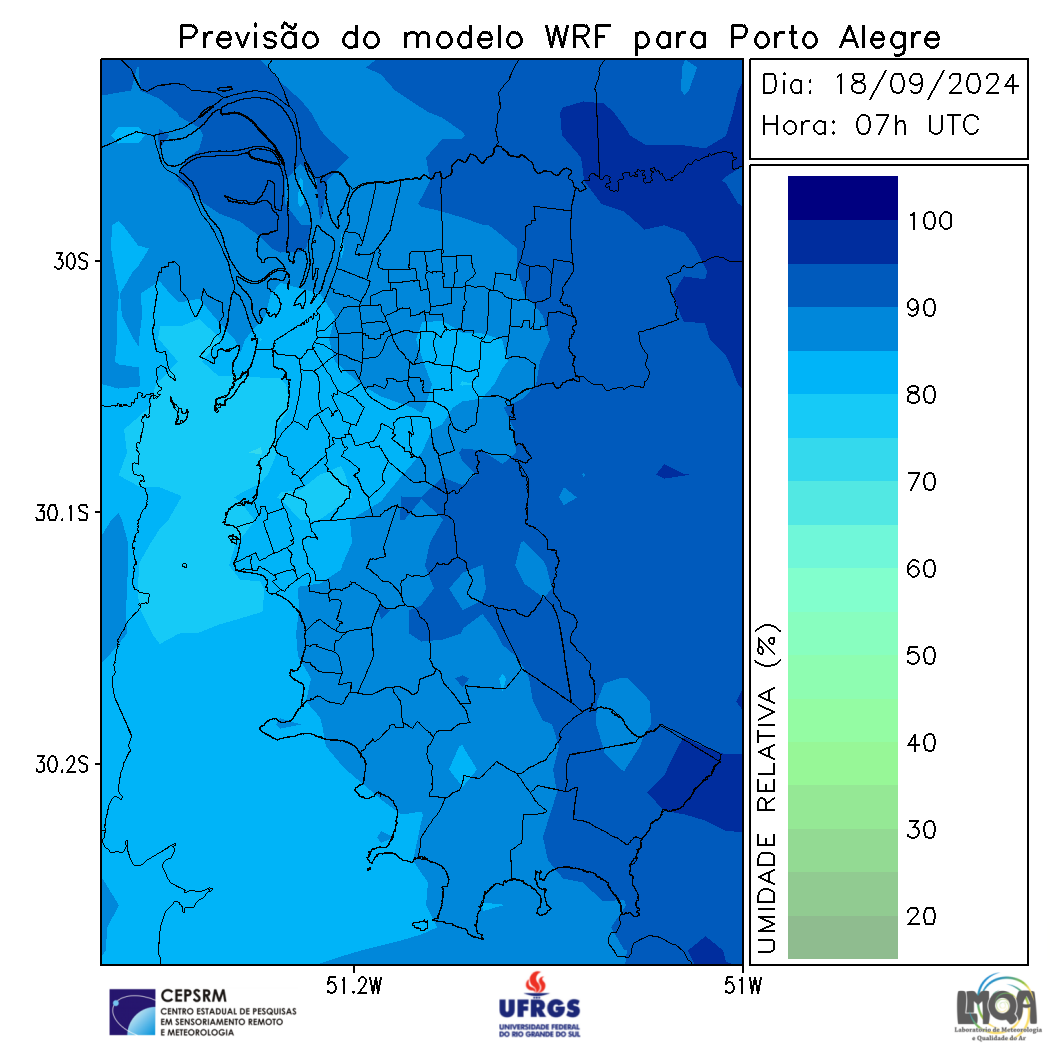 Previsão do modelo WRF para Porto Alegre
Dia: 18/09/2024
Hora: 07h UTC
30S
30.1S
30.2S
51.2W
51W
100
90
80
70
60
50
40
30
20
UMIDADE RELATIVA (%)
CEPSRM
CENTRO ESTADUAL DE PESQUISAS
EM SENSORIAMENTO REMOTO
E METEOROLOGIA
UFRGS
UNIVERSIDADE FEDERAL
DO RIO GRANDE DO SUL
LMQA
Laboratório de Meteorologia
e Qualidade do Ar